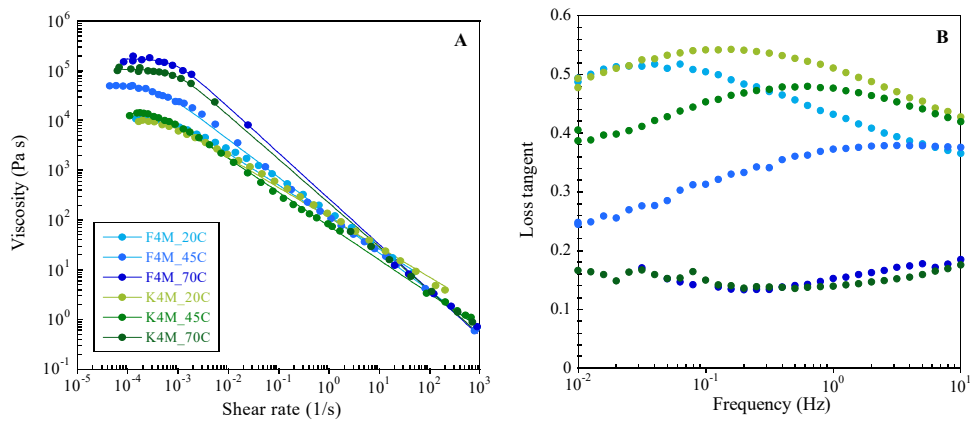 A
Viscosity (Pa s)
10^6
10^5
10^4
10^3
10^2
10^1
10^0
10^-1
F4M_20C
F4M_45C
F4M_70C
K4M_20C
K4M_45C
K4M_70C
10^-5 10^-4 10^-3 10^-2 10^-1 10^0 10^1 10^2 10^3
Shear rate (1/s)
B
Loss tangent
0.6
0.5
0.4
0.3
0.2
0.1
0
10^-2 10^-1 10^0 10^1
Frequency (Hz)